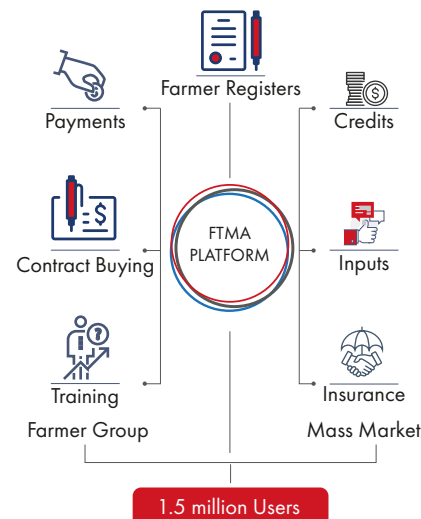 Farmer Registers
Payments
Credits
FTMA
PLATFORM
Contract Buying
Inputs
Training
Insurance
Farmer Group
Mass Market
1.5 million Users